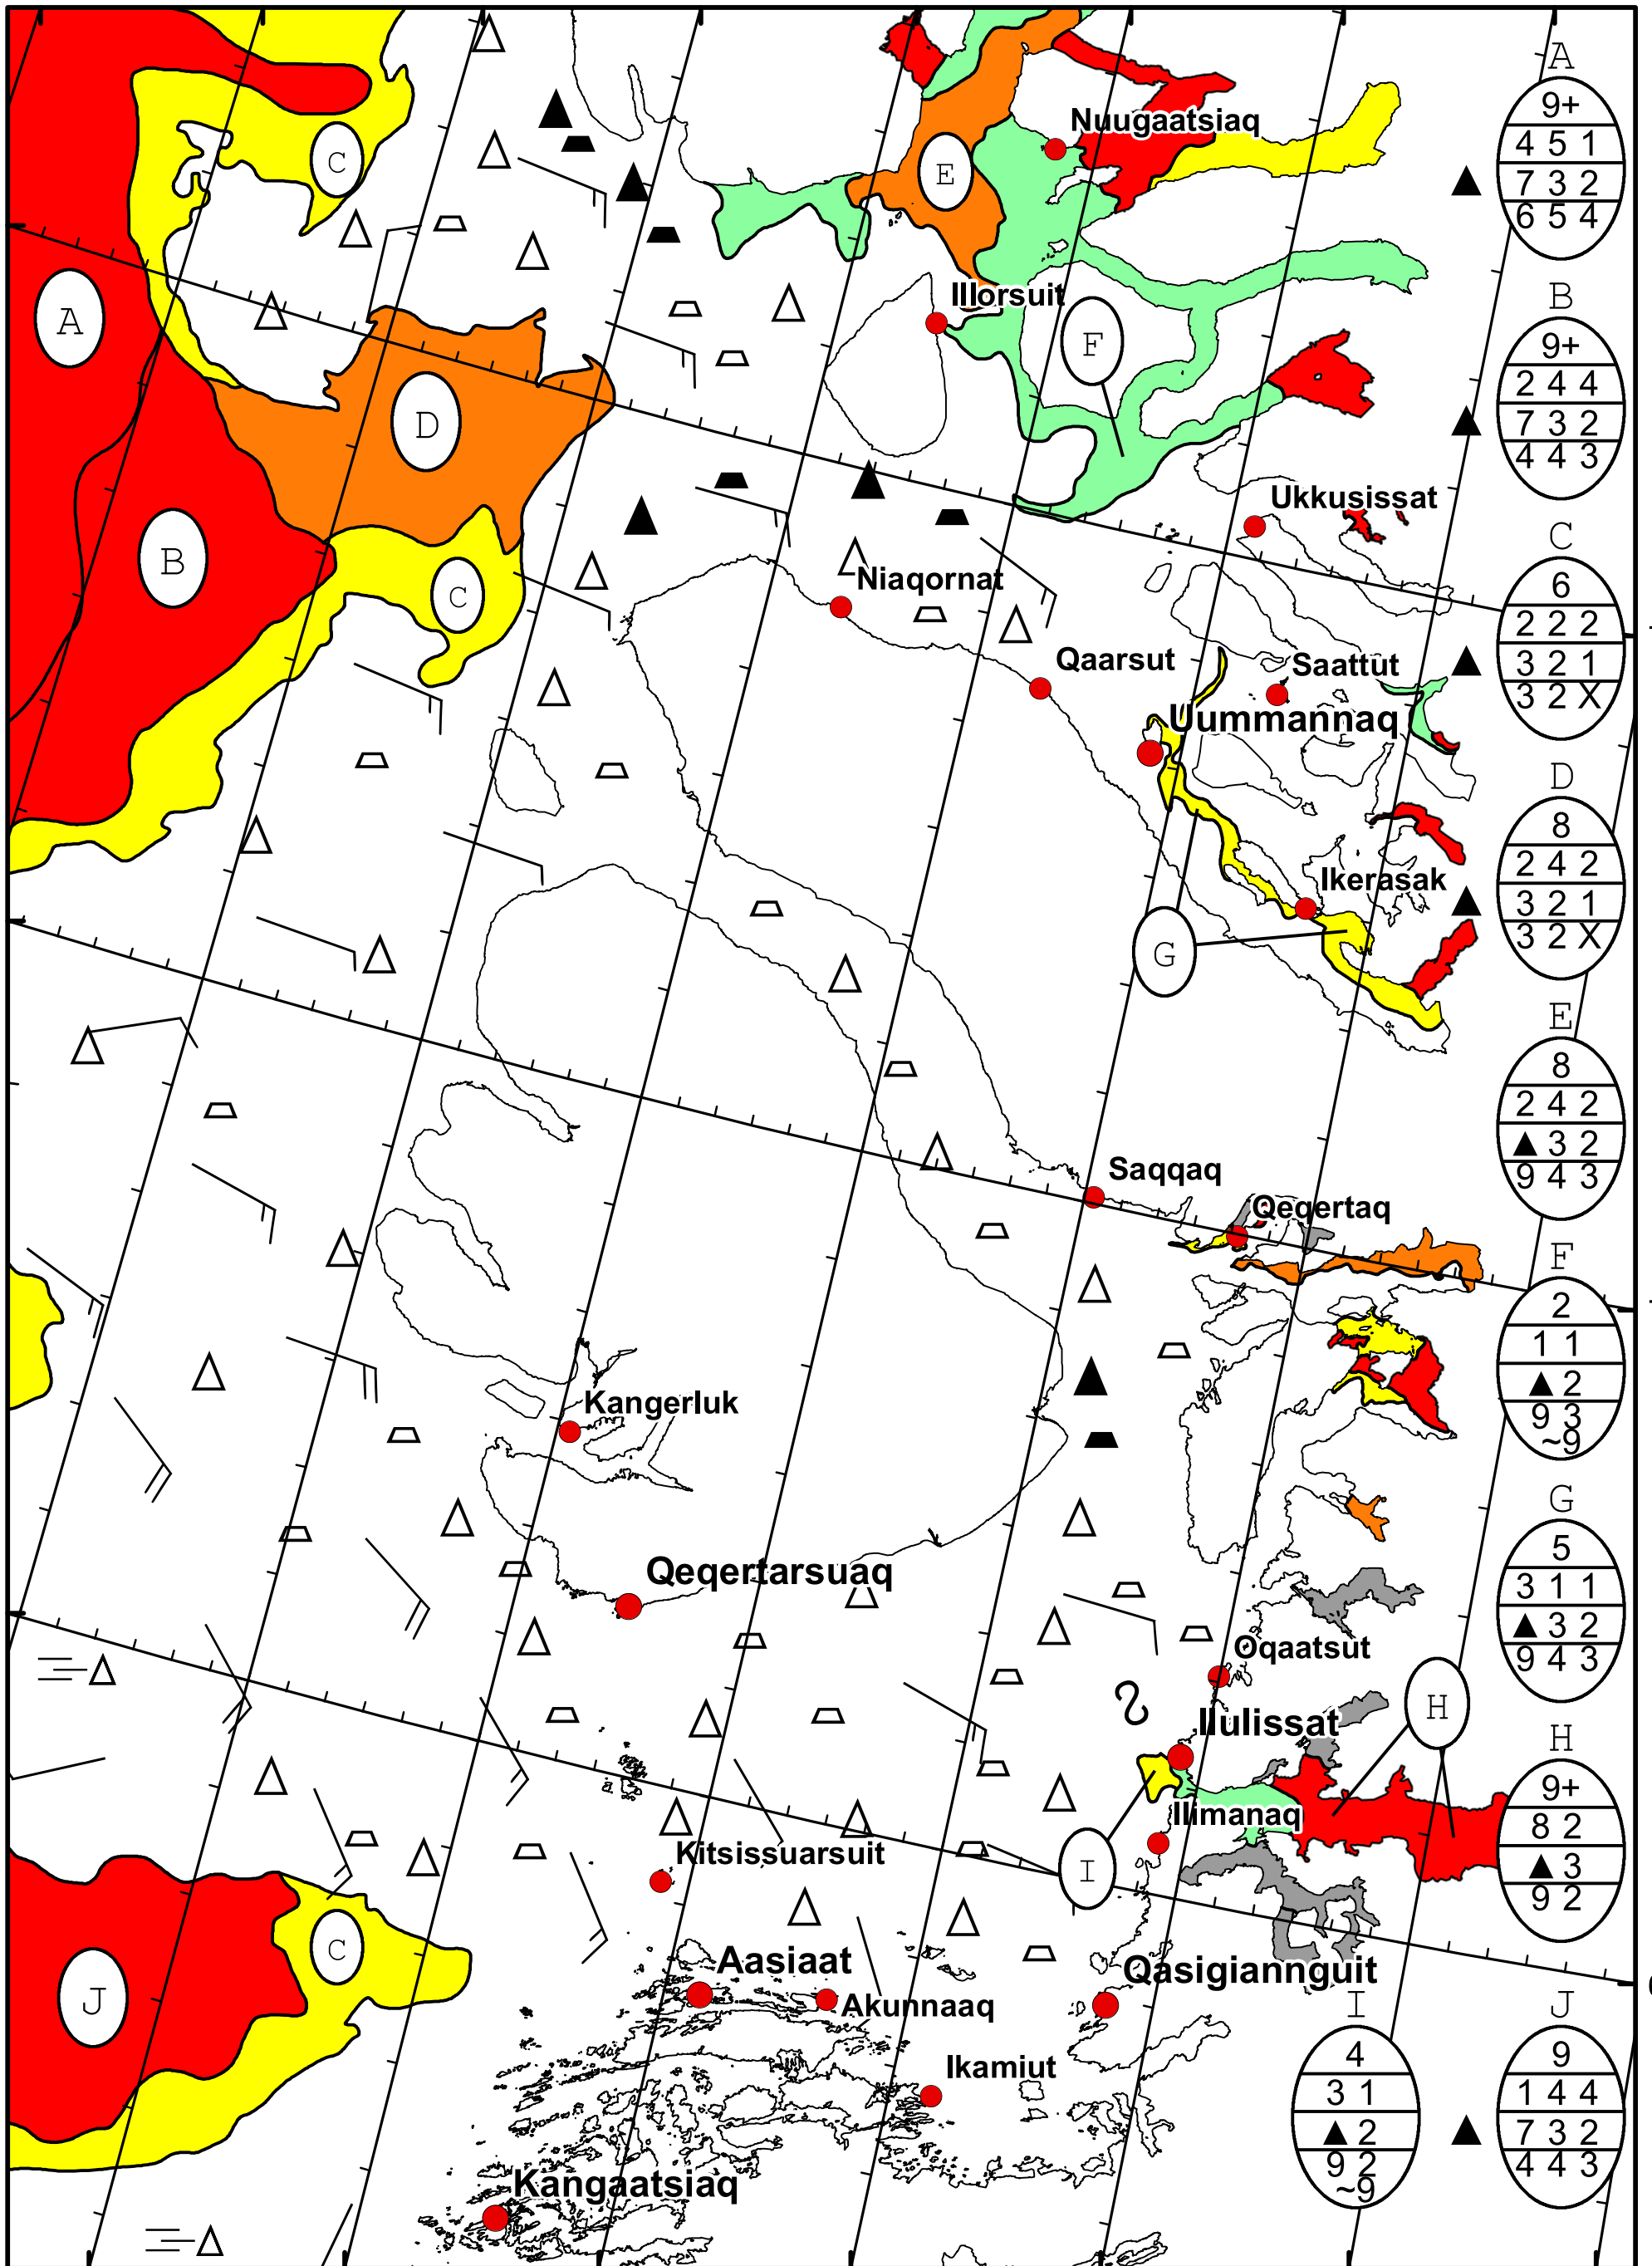 A
9+
4 5 1
7 3 2
6 5 4
Nuugaatsiaq
C
E
B
9+
2 4 4
7 3 2
4 4 3
Illorsuit
A
F
D
Ukkusissat
C
6
2 2 2
3 2 1
3 2 X
B
C
Niaqornat
Qaarsut
Saattut
Uummannaq
D
8
2 4 2
3 2 1
3 2 X
Ikerasak
G
E
8
2 4 2
▲ 3 2
9 4 3
Saqqaq
Qeqertaq
F
2
1 1
▲ 2
9 3
~9
Kangerluk
G
5
3 1 1
▲ 3 2
9 4 3
Qeqertarsuaq
Oqaatsut
H
Ilulissat
H
9+
8 2
▲ 3
9 2
Ilimanaq
Kitsissuarsuit
I
C
J
Aasiaat
Akunnaaq
Qasigiannguit
Ikamiut
I
4
3 1
▲ 2
9 2
~9
J
9
1 4 4
7 3 2
4 4 3
Kangaatsiaq